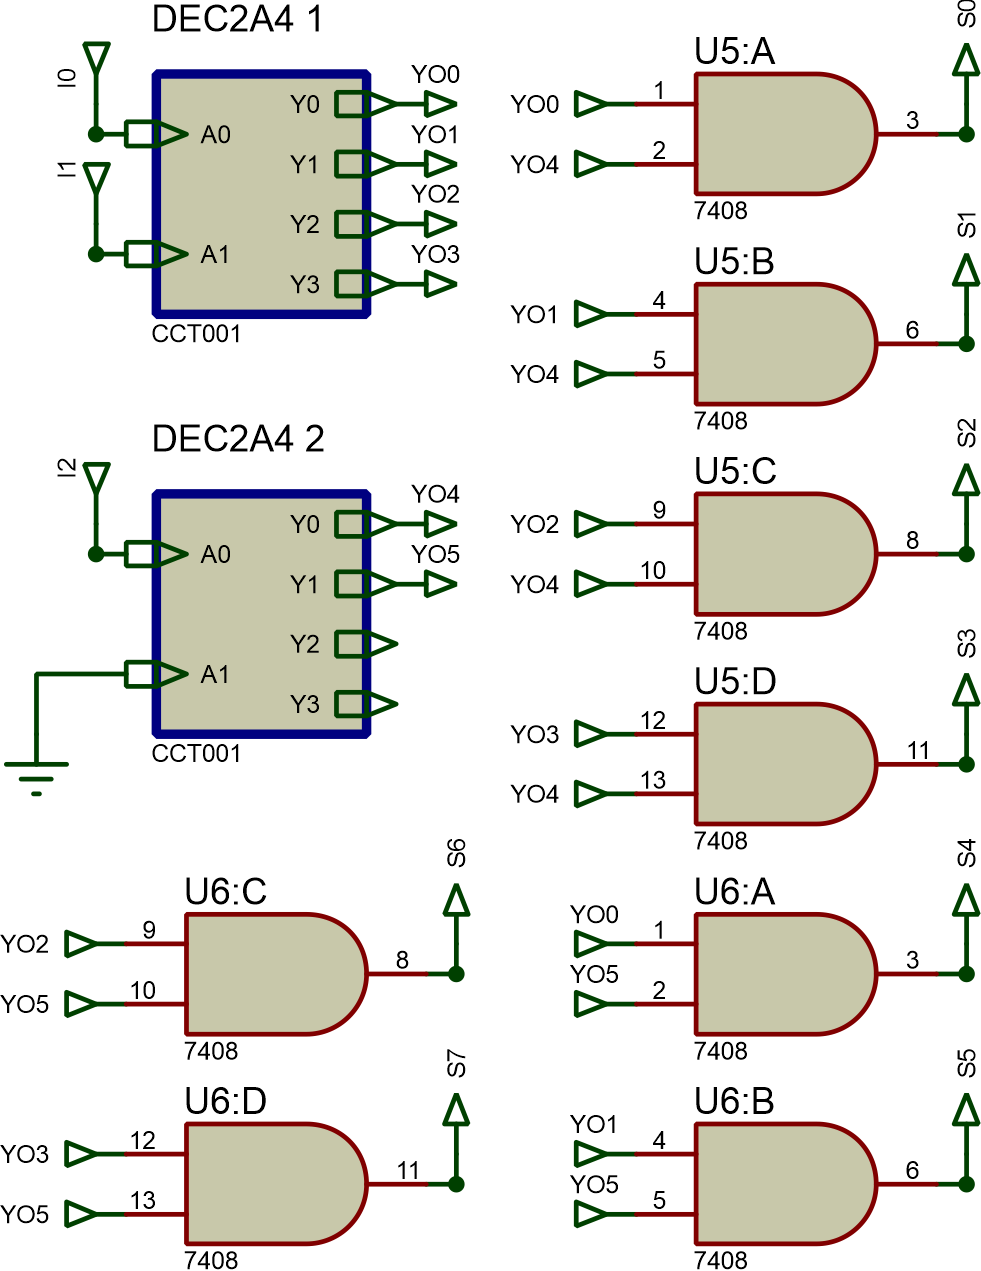 DEC2A4 1
I0
I1
A0
A1
Y0
Y1
Y2
Y3
YO0
YO1
YO2
YO3
CCT001
U5:A
YO0
YO4
1
2
3
7408
S0
U5:B
YO1
YO4
4
5
6
7408
S1
DEC2A4 2
I2
A0
A1
Y0
Y1
Y2
Y3
YO4
YO5
CCT001
U5:C
YO2
YO4
9
10
8
7408
S2
U5:D
YO3
YO4
12
13
11
7408
S3
U6:C
YO2
YO5
9
10
8
7408
S6
U6:A
YO0
YO5
1
2
3
7408
S4
U6:D
YO3
YO5
12
13
11
7408
S7
U6:B
YO1
YO5
4
5
6
7408
S5